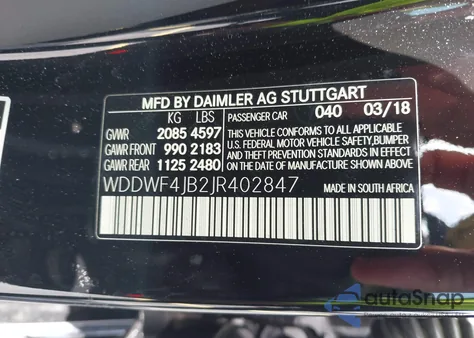 MFD BY DAIMLER AG STUTTGART
KG LBS PASSENGER CAR 040 03/18
GVWR 2085 4597 THIS VEHICLE CONFORMS TO ALL APPLICABLE
GAWR FRONT 990 2183 U.S. FEDERAL MOTOR VEHICLE SAFETY, BUMPER
GAWR REAR 1125 2480 AND THEFT PREVENTION STANDARDS IN EFFECT
ON THE DATE OF MANUFACTURE SHOWN ABOVE
WDDWF4JB2JR402847 MADE IN SOUTH AFRICA
autoSnap